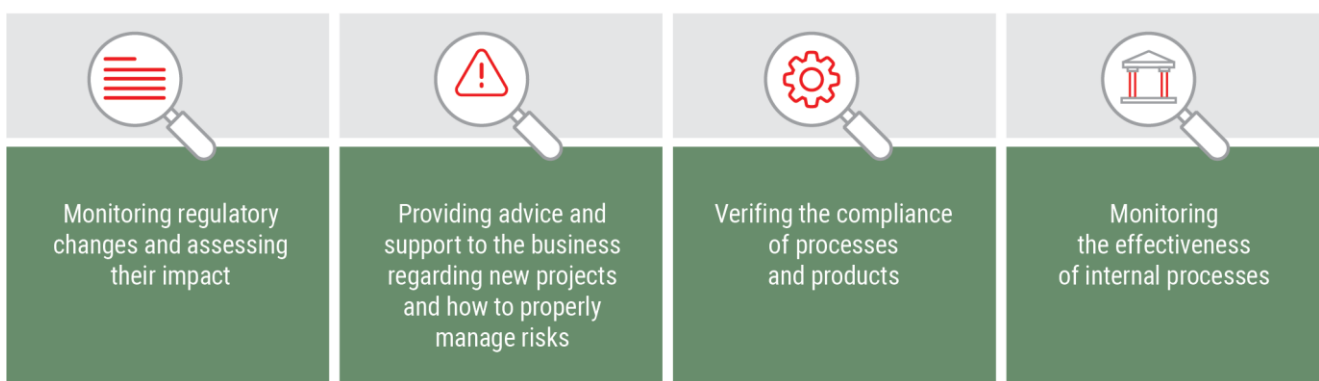 Monitoring regulatory
changes and assessing
their impact
Providing advice and
support to the business
regarding new projects
and how to properly
manage risks
Verifing the compliance
of processes
and products
Monitoring
the effectiveness
of internal processes